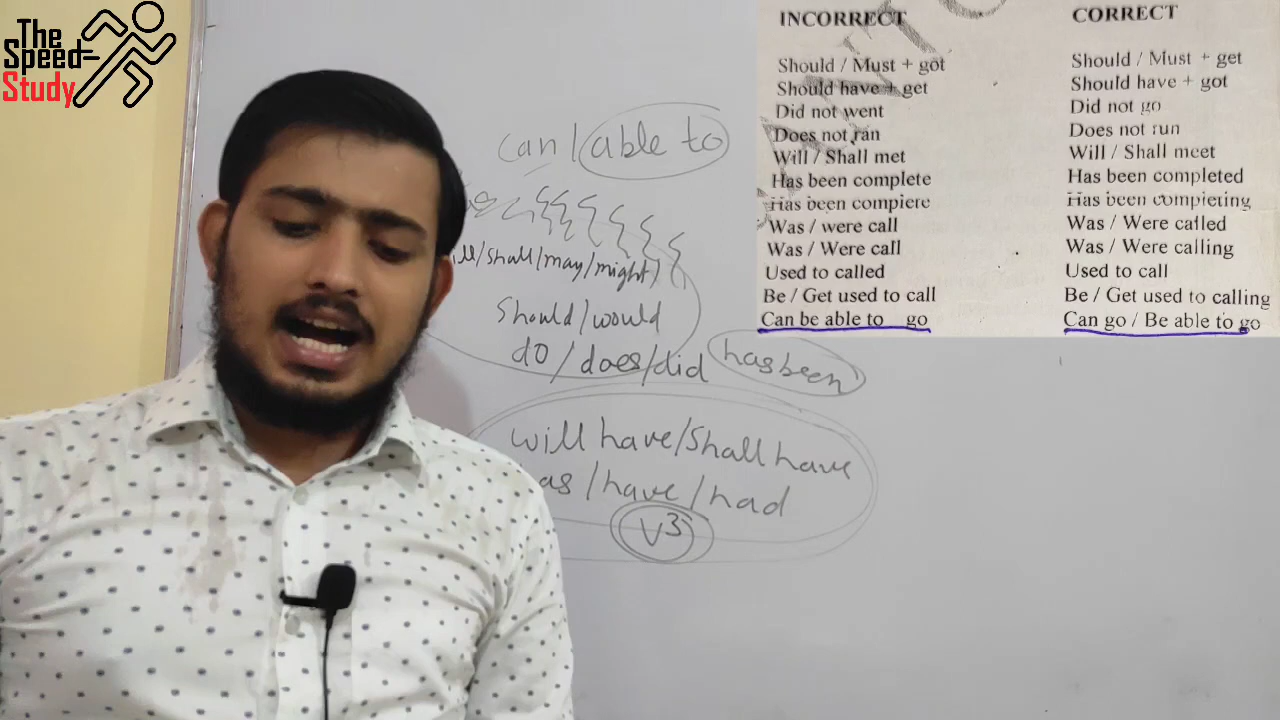 The
Speed
Study
can / able to
/shall/may/might)
Should/would
do / does/did
has been
will have/Shall have
as /have / had
V3
INCORRECT
Should / Must + got
Should have + get
Did not went
Does not ran
Will / Shall met
Has been complete
Has been compiere
Was / were call
Was / Were call
Used to called
Be / Get used to call
Can be able to go
CORRECT
Should / Must + get
Should have + got
Did not go
Does not run
Will / Shall meet
Has been completed
Has been completing
Was / Were called
Was / Were calling
Used to call
Be / Get used to calling
Can go / Be able to go